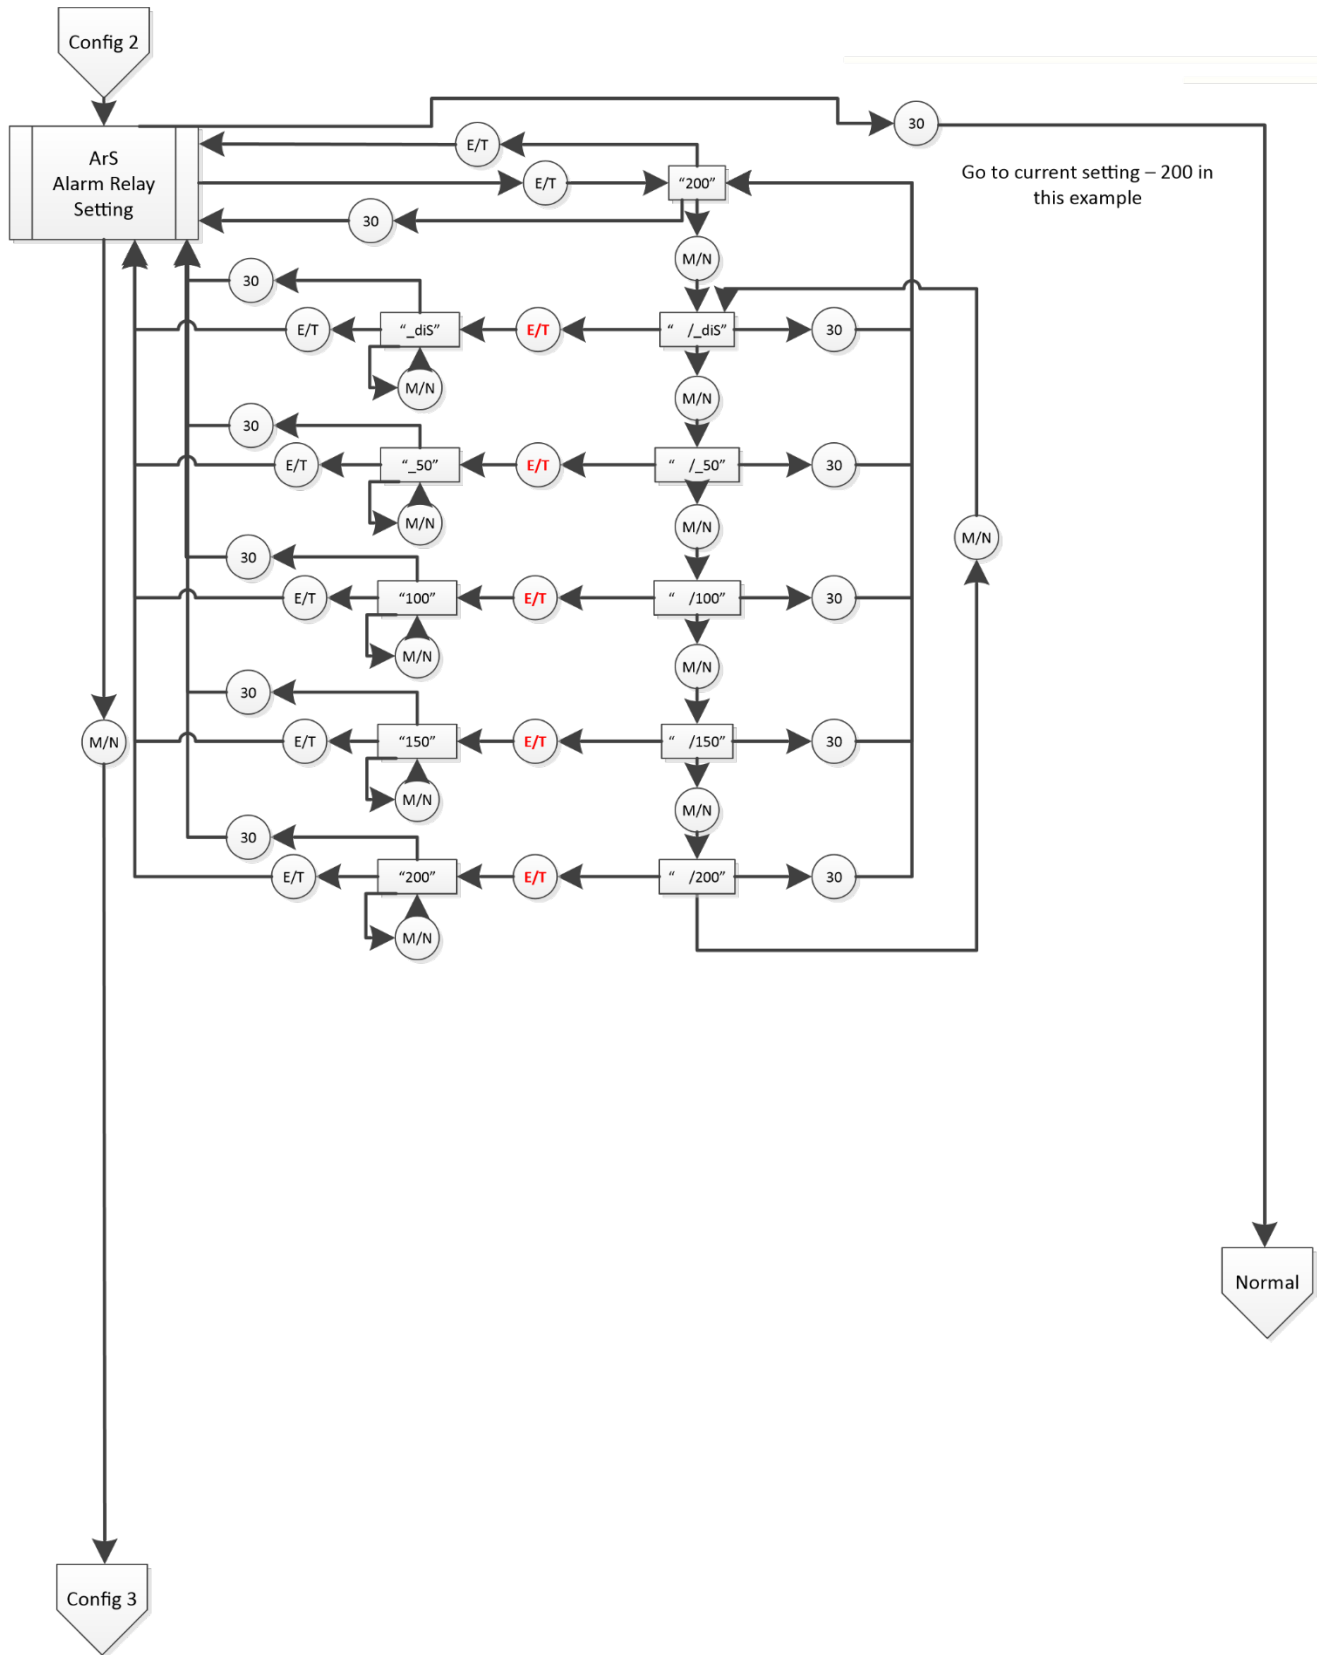 Config 2
30
ArS
Alarm Relay
Setting
E/T
E/T
“200”
Go to current setting – 200 in
this example
30
M/N
30
E/T
“_diS”
E/T
“   /_diS”
30
M/N
M/N
30
E/T
“_50”
E/T
“   /_50”
30
M/N
M/N
M/N
30
E/T
“100”
E/T
“   /100”
30
M/N
M/N
30
M/N
E/T
“150”
E/T
“   /150”
30
M/N
M/N
30
E/T
“200”
E/T
“   /200”
30
M/N
Normal
Config 3